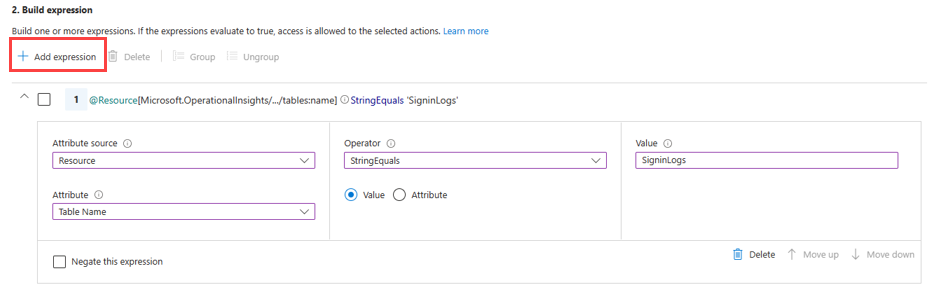 2. Build expression
Build one or more expressions. If the expressions evaluate to true, access is allowed to the selected actions. Learn more
Add expression Delete Group Ungroup
1 @Resource[Microsoft.OperationalInsights/.../tables:name] StringEquals 'SigninLogs'
Attribute source Operator Value
Resource StringEquals SigninLogs
Attribute Value Attribute
Table Name
Negate this expression Delete Move up Move down